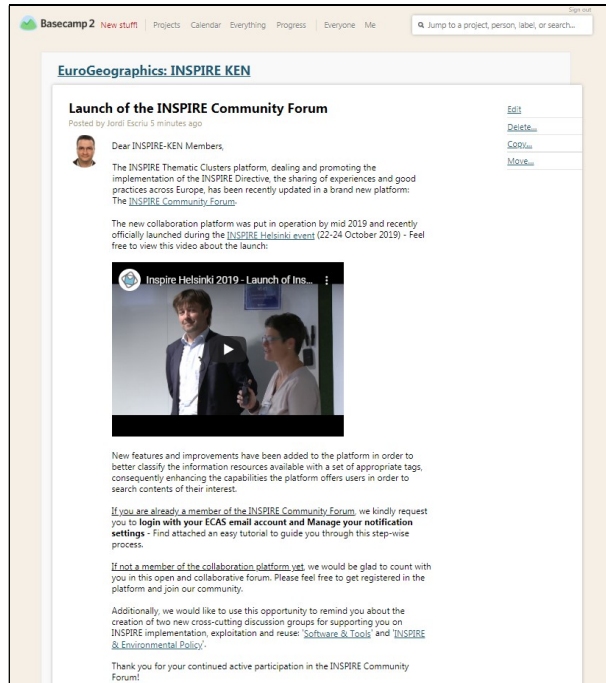 Sign out
Basecamp 2 New stuff! Projects Calendar Everything Progress Everyone Me Jump to a project, person, label, or search...
EuroGeographics: INSPIRE KEN
Launch of the INSPIRE Community Forum
Posted by Jordi Escriu 5 minutes ago
Edit
Delete...
Copy...
Move...
Dear INSPIRE-KEN Members,
The INSPIRE Thematic Clusters platform, dealing and promoting the
implementation of the INSPIRE Directive, the sharing of experiences and good
practices across Europe, has been recently updated in a brand new platform:
The INSPIRE Community Forum.
The new collaboration platform was put in operation by mid 2019 and recently
officially launched during the INSPIRE Helsinki event (22-24 October 2019) - Feel
free to view this video about the launch:
Inspire Helsinki 2019 - Launch of Ins...
New features and improvements have been added to the platform in order to
better classify the information resources available with a set of appropriate tags,
consequently enhancing the capabilities the platform offers users in order to
search contents of their interest.
If you are already a member of the INSPIRE Community Forum, we kindly request
you to login with your ECAS email account and Manage your notification
settings - Find attached an easy tutorial to guide you through this step-wise
process.
If not a member of the collaboration platform yet, we would be glad to count with
you in this open and collaborative forum. Please feel free to get registered in the
platform and join our community.
Additionally, we would like to use this opportunity to remind you about the
creation of two new cross-cutting discussion groups for supporting you on
INSPIRE implementation, exploitation and reuse: 'Software & Tools' and 'INSPIRE
& Environmental Policy'.
Thank you for your continued active participation in the INSPIRE Community
Forum!